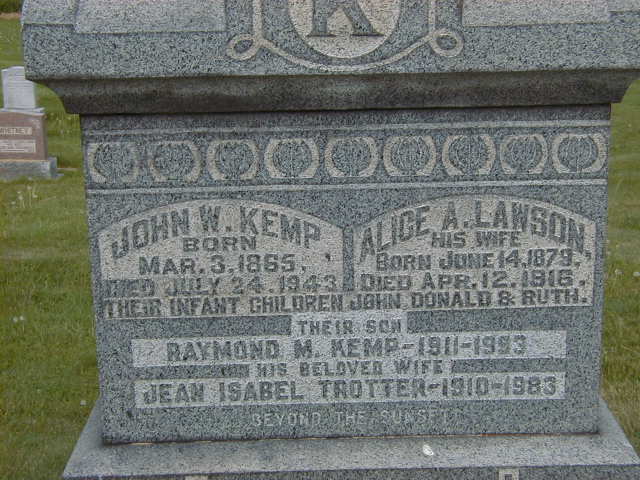 K
JOHN W. KEMP
BORN
MAR. 3, 1865,
DIED JULY 24, 1943
ALICE A. LAWSON,
HIS WIFE
BORN JUNE 14, 1879,
DIED APR. 12, 1916,
THEIR INFANT CHILDREN JOHN DONALD & RUTH.
THEIR SON
RAYMOND M. KEMP-1911-1993
HIS BELOVED WIFE
JEAN ISABEL TROTTER-1910-1983
BEYOND THE SUNSET